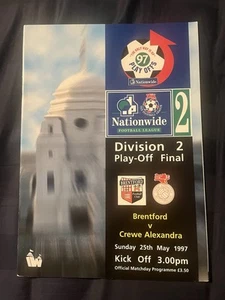 97
PLAY OFFS
Nationwide
FOOTBALL LEAGUE
2
Division 2
Play-Off Final
BRENTFORD
Brentford
v
Crewe Alexandra
Sunday 25th May 1997
Kick Off 3.00pm
Official Matchday Programme £3.50